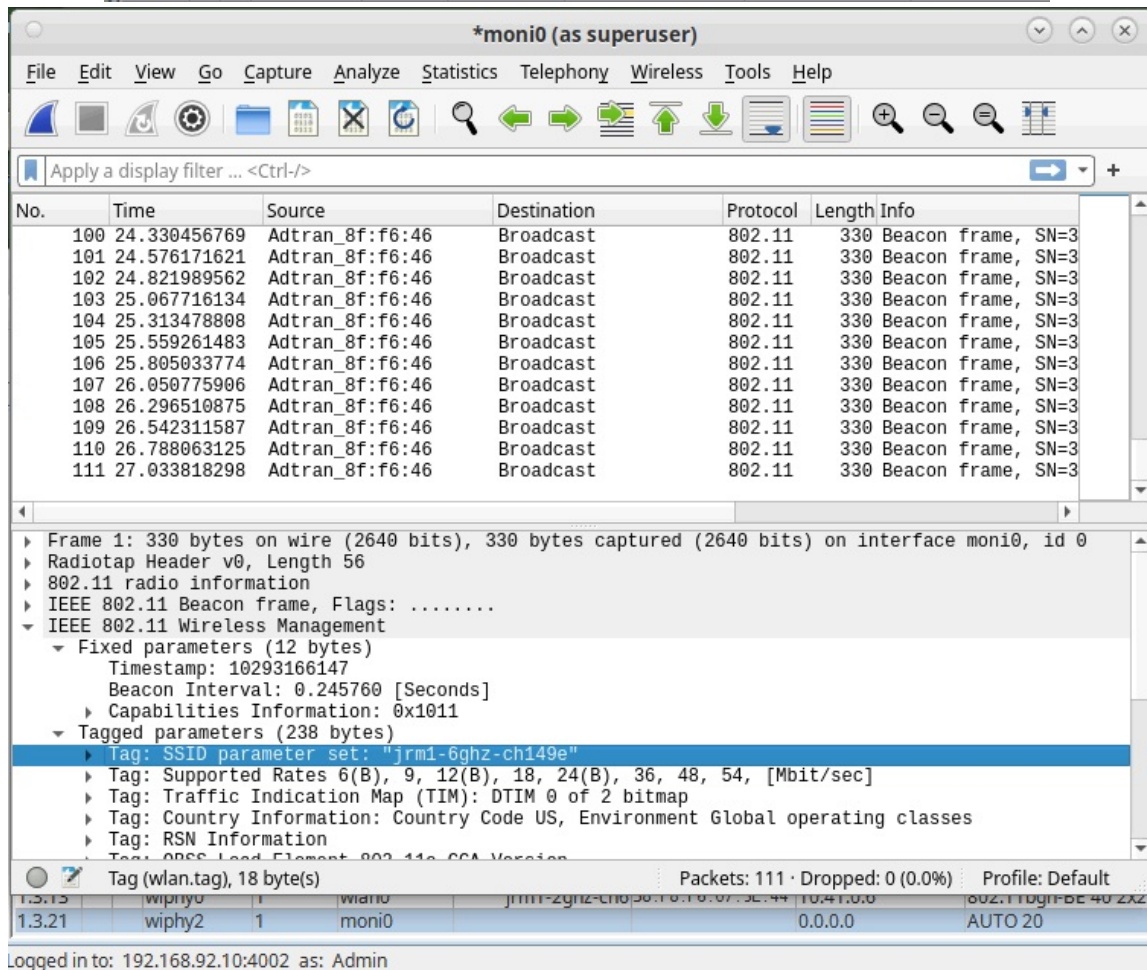 *moni0 (as superuser)
File Edit View Go Capture Analyze Statistics Telephony Wireless Tools Help
Apply a display filter ... <Ctrl-/>
+
No. Time Source Destination Protocol Length Info
100 24.330456769 Adtran_8f:f6:46 Broadcast 802.11 330 Beacon frame, SN=3
101 24.576171621 Adtran_8f:f6:46 Broadcast 802.11 330 Beacon frame, SN=3
102 24.821989562 Adtran_8f:f6:46 Broadcast 802.11 330 Beacon frame, SN=3
103 25.067716134 Adtran_8f:f6:46 Broadcast 802.11 330 Beacon frame, SN=3
104 25.313478808 Adtran_8f:f6:46 Broadcast 802.11 330 Beacon frame, SN=3
105 25.559261483 Adtran_8f:f6:46 Broadcast 802.11 330 Beacon frame, SN=3
106 25.805033774 Adtran_8f:f6:46 Broadcast 802.11 330 Beacon frame, SN=3
107 26.050775906 Adtran_8f:f6:46 Broadcast 802.11 330 Beacon frame, SN=3
108 26.296510875 Adtran_8f:f6:46 Broadcast 802.11 330 Beacon frame, SN=3
109 26.542311587 Adtran_8f:f6:46 Broadcast 802.11 330 Beacon frame, SN=3
110 26.788063125 Adtran_8f:f6:46 Broadcast 802.11 330 Beacon frame, SN=3
111 27.033818298 Adtran_8f:f6:46 Broadcast 802.11 330 Beacon frame, SN=3
Frame 1: 330 bytes on wire (2640 bits), 330 bytes captured (2640 bits) on interface moni0, id 0
Radiotap Header v0, Length 56
802.11 radio information
IEEE 802.11 Beacon frame, Flags: ........
IEEE 802.11 Wireless Management
Fixed parameters (12 bytes)
Timestamp: 10293166147
Beacon Interval: 0.245760 [Seconds]
Capabilities Information: 0x1011
Tagged parameters (238 bytes)
Tag: SSID parameter set: "jrm1-6ghz-ch149e"
Tag: Supported Rates 6(B), 9, 12(B), 18, 24(B), 36, 48, 54, [Mbit/sec]
Tag: Traffic Indication Map (TIM): DTIM 0 of 2 bitmap
Tag: Country Information: Country Code US, Environment Global operating classes
Tag: RSN Information
Tag: QBSS Load Element 802.11e CCA Version
Tag (wlan.tag), 18 byte(s) Packets: 111 · Dropped: 0 (0.0%) Profile: Default
1.3.13 wiphy0 1 wlan0
1.3.21 wiphy2 1 moni0 0.0.0.0 AUTO 20
Logged in to: 192.168.92.10:4002 as: Admin